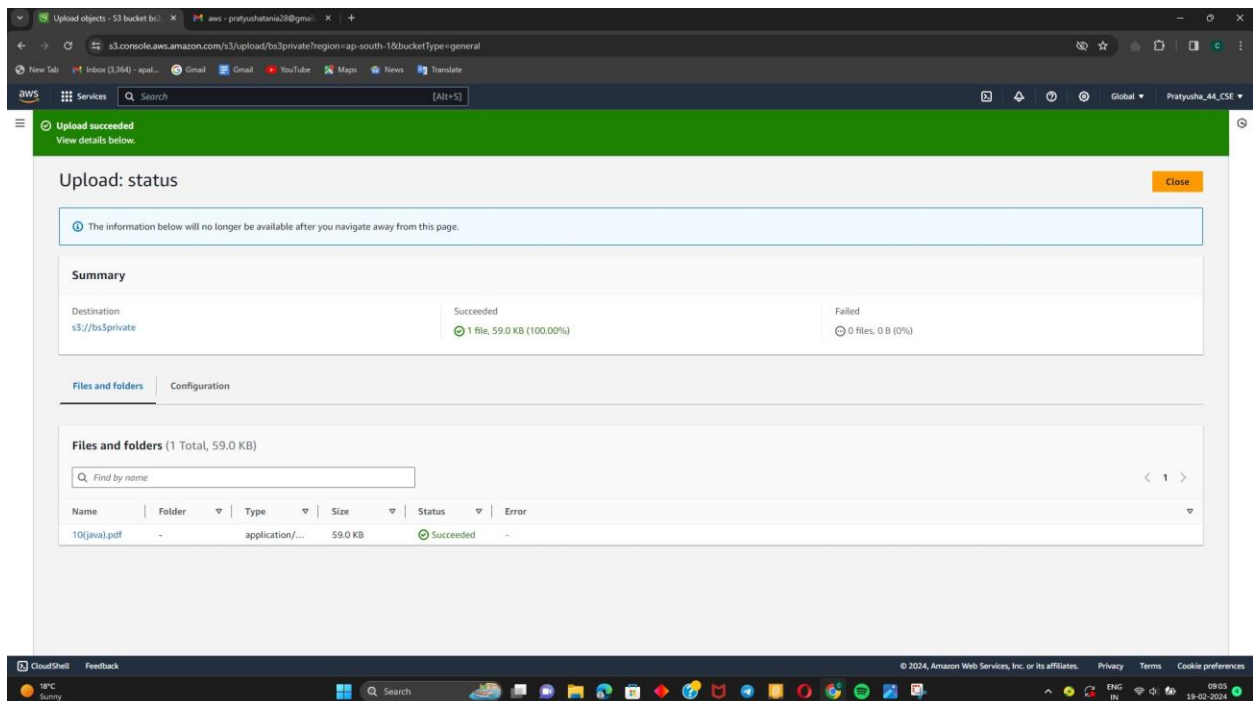 Upload objects - S3 bucket bs3
aws - pratyushatania28@gmai
s3.console.aws.amazon.com/s3/upload/bs3private?region=ap-south-1&bucketType=general
New Tab Inbox (3,364) - apal... Gmail Gmail YouTube Maps News Translate
aws Services Search [Alt+S] Global Pratyusha_44_CSE
Upload succeeded
View details below.
Upload: status
Close
The information below will no longer be available after you navigate away from this page.
Summary
Destination Succeeded Failed
s3://bs3private 1 file, 59.0 KB (100.00%) 0 files, 0 B (0%)
Files and folders Configuration
Files and folders (1 Total, 59.0 KB)
Find by name
1
Name Folder Type Size Status Error
10(java).pdf - application/... 59.0 KB Succeeded -
CloudShell Feedback © 2024, Amazon Web Services, Inc. or its affiliates. Privacy Terms Cookie preferences
18°C
Sunny
Search
ENG
IN
09:05
19-02-2024